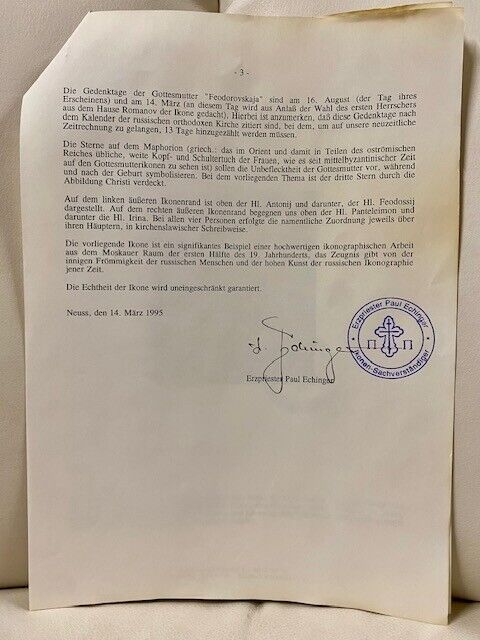 - 3 -
Die Gedenktage der Gottesmutter "Feodorovskaja" sind am 16. August (der Tag ihres
Erscheinens) und am 14. März (an diesem Tag wird aus Anlaß der Wahl des ersten Herrschers
aus dem Hause Romanov der Ikone gedacht). Hierbei ist anzumerken, daß diese Gedenktage nach
dem Kalender der russischen orthodoxen Kirche zitiert sind, bei dem, um auf unsere neuzeitliche
Zeitrechnung zu gelangen, 13 Tage hinzugezählt werden müssen.
Die Sterne auf dem Maphorion (griech.: das im Orient und damit in Teilen des oströmischen
Reiches übliche, weite Kopf- und Schultertuch der Frauen, wie es seit mittelbyzantinischer Zeit
auf den Gottesmutterikonen zu sehen ist) sollen die Unbeflecktheit der Gottesmutter vor, während
und nach der Geburt symbolisieren. Bei dem vorliegenden Thema ist der dritte Stern durch die
Abbildung Christi verdeckt.
Auf dem linken äußeren Ikonenrand ist oben der Hl. Antonij und darunter, der Hl. Feodossij
dargestellt. Auf dem rechten äußeren Ikonenrand begegnen uns oben der Hl. Panteleimon und
darunter die Hl. Irina. Bei allen vier Personen erfolgte die namentliche Zuordnung jeweils über
ihren Häuptern, in kirchenslawischer Schreibweise.
Die vorliegende Ikone ist ein signifikantes Beispiel einer hochwertigen ikonographischen Arbeit
aus dem Moskauer Raum der ersten Hälfte des 19. Jahrhunderts, das Zeugnis gibt von der
innigen Frömmigkeit der russischen Menschen und der hohen Kunst der russischen Ikonographie
jener Zeit.
Die Echtheit der Ikone wird uneingeschränkt garantiert.
Neuss, den 14. März 1995
Erzpriester Paul Echinger
Erzpriester Paul Echinger
П П
Ikonen-Sachverständiger